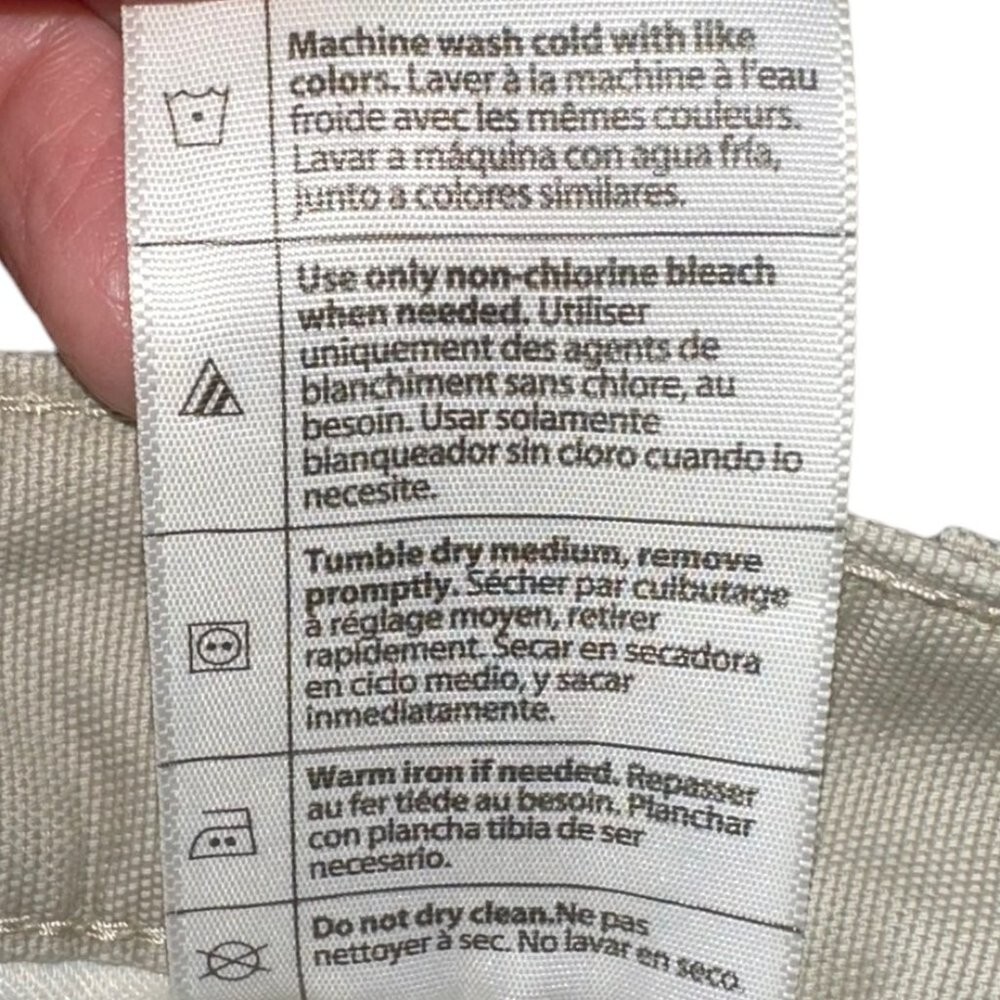 Machine wash cold with like
colors. Laver à la machine à l'eau
froide avec les mêmes couleurs.
Lavar a máquina con agua fría,
junto a colores similares.
Use only non-chlorine bleach
when needed. Utiliser
uniquement des agents de
blanchiment sans chlore, au
besoin. Usar solamente
blanqueador sin cloro cuando lo
necesite.
Tumble dry medium, remove
promptly. Sécher par culbutage
à réglage moyen, retirer
rapidement. Secar en secadora
en ciclo medio, y sacar
inmediatamente.
Warm iron if needed. Repasser
au fer tiéde au besoin. Planchar
con plancha tibia de ser
necesario.
Do not dry clean.Ne pas
nettoyer à sec. No lavar en seco.